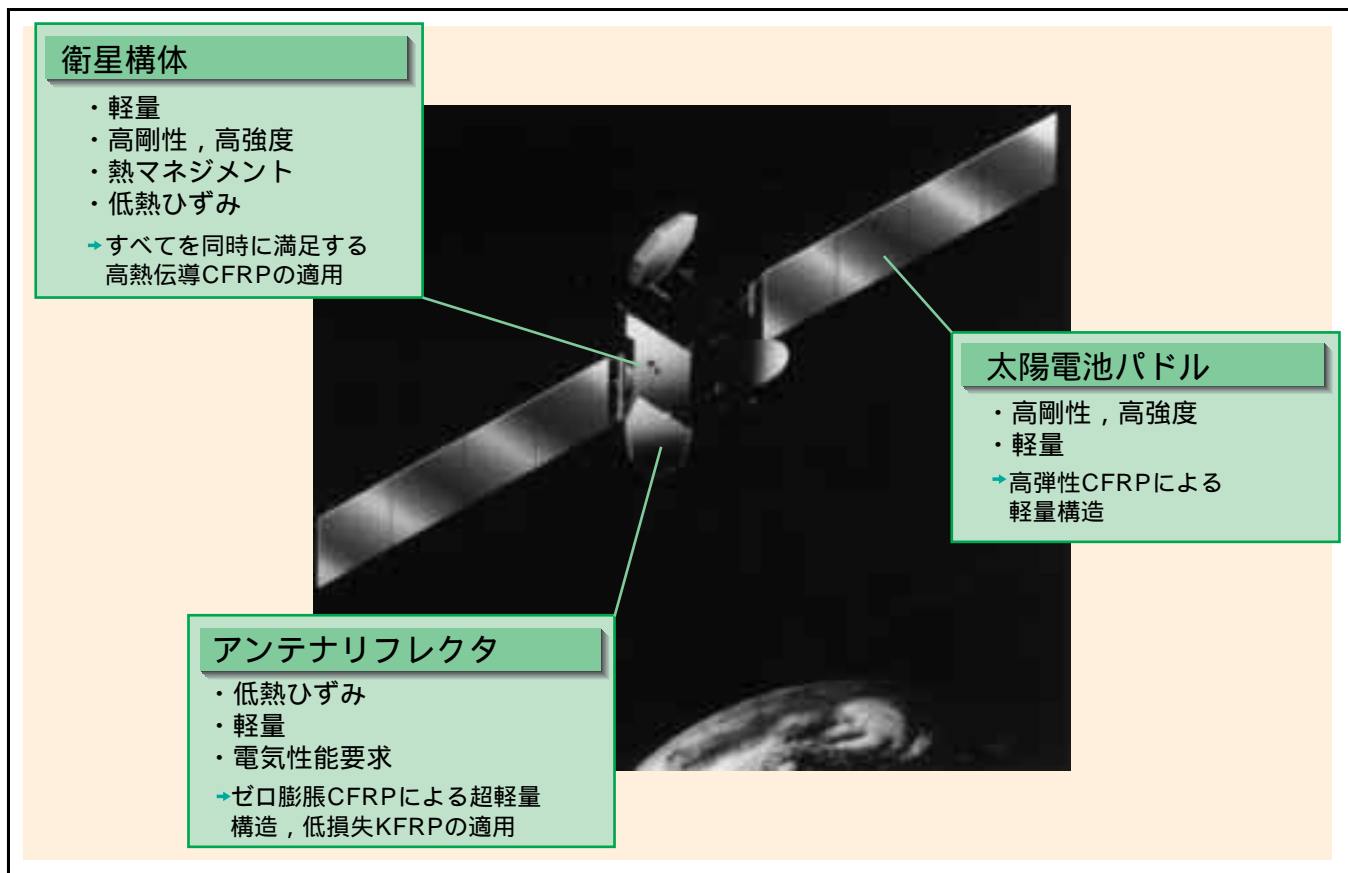 衛星構体
・軽量
・高剛性，高強度
・熱マネジメント
・低熱ひずみ
→すべてを同時に満足する
高熱伝導CFRPの適用
太陽電池パドル
・高剛性，高強度
・軽量
→高弾性CFRPによる
軽量構造
アンテナリフレクタ
・低熱ひずみ
・軽量
・電気性能要求
→ゼロ膨脹CFRPによる超軽量
構造，低損失KFRPの適用